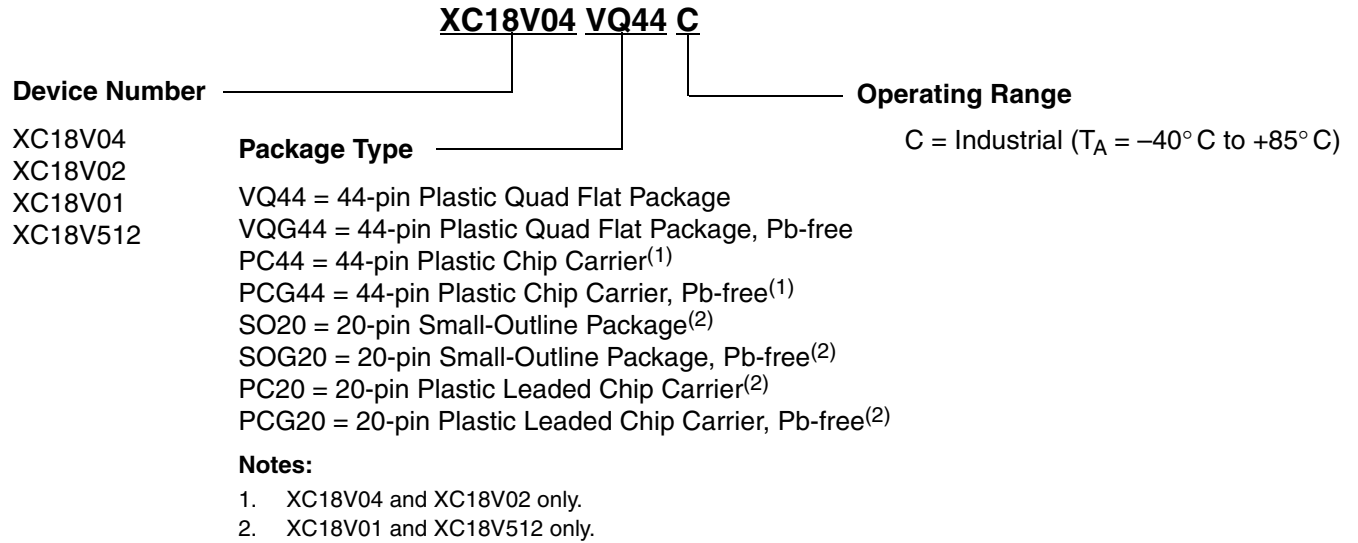 XC18V04 VQ44 C
Device Number
XC18V04
XC18V02
XC18V01
XC18V512
Package Type
VQ44 = 44-pin Plastic Quad Flat Package
VQG44 = 44-pin Plastic Quad Flat Package, Pb-free
PC44 = 44-pin Plastic Chip Carrier(1)
PCG44 = 44-pin Plastic Chip Carrier, Pb-free(1)
SO20 = 20-pin Small-Outline Package(2)
SOG20 = 20-pin Small-Outline Package, Pb-free(2)
PC20 = 20-pin Plastic Leaded Chip Carrier(2)
PCG20 = 20-pin Plastic Leaded Chip Carrier, Pb-free(2)
Notes:
1. XC18V04 and XC18V02 only.
2. XC18V01 and XC18V512 only.
Operating Range
C = Industrial (TA = –40° C to +85° C)